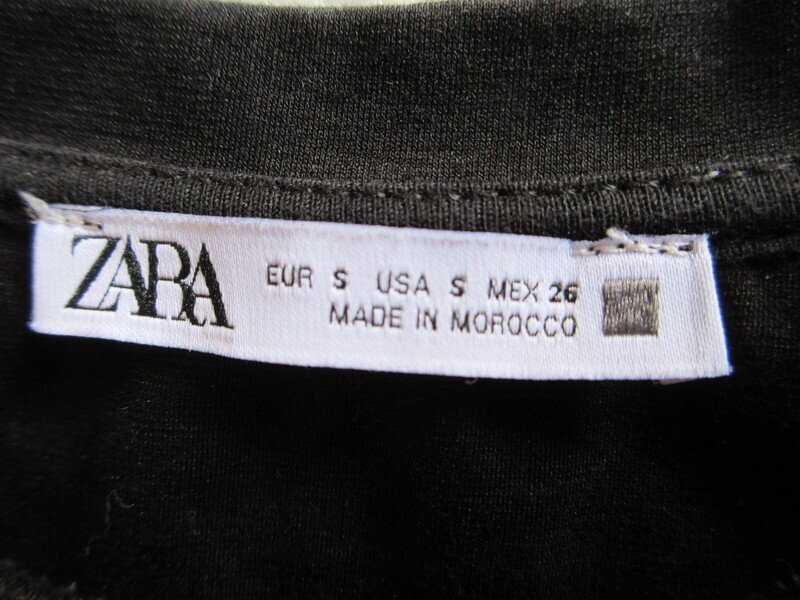 ZARA
EUR S USA S MEX 26
MADE IN MOROCCO